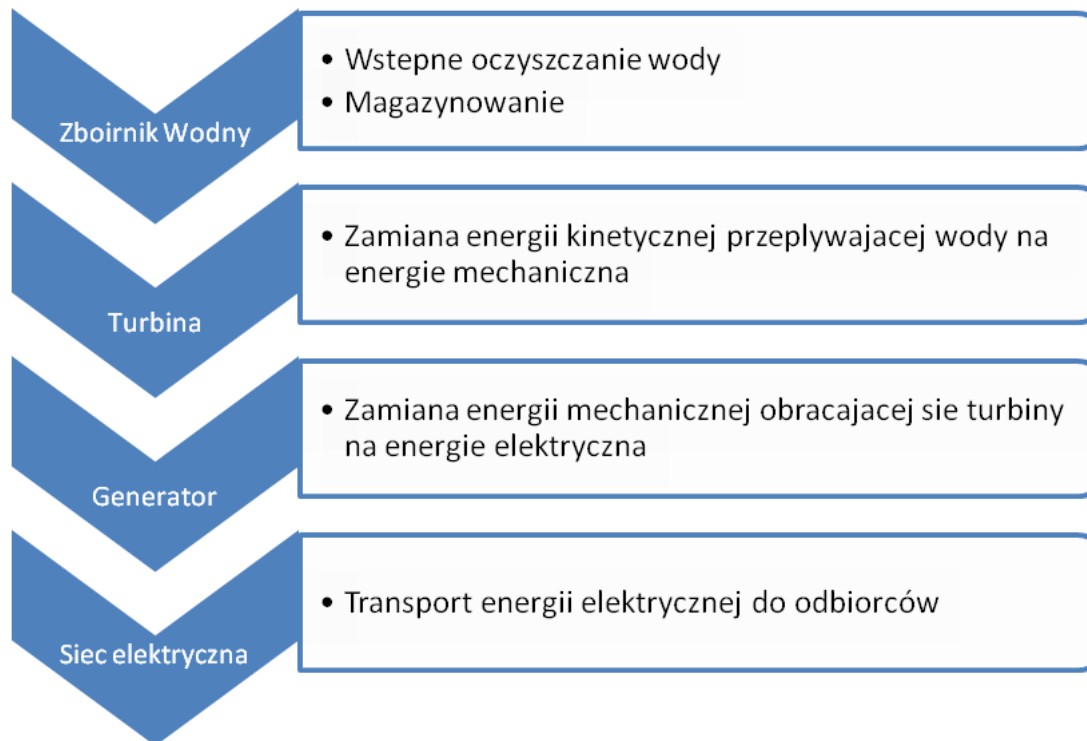 • Wstepne oczyszczanie wody
• Magazynowanie
Zboirnik Wodny
• Zamiana energii kinetycznej przeplywajacej wody na
energie mechaniczna
Turbina
• Zamiana energii mechanicznej obracajacej sie turbiny
na energie elektryczna
Generator
• Transport energii elektrycznej do odbiorców
Siec elektryczna